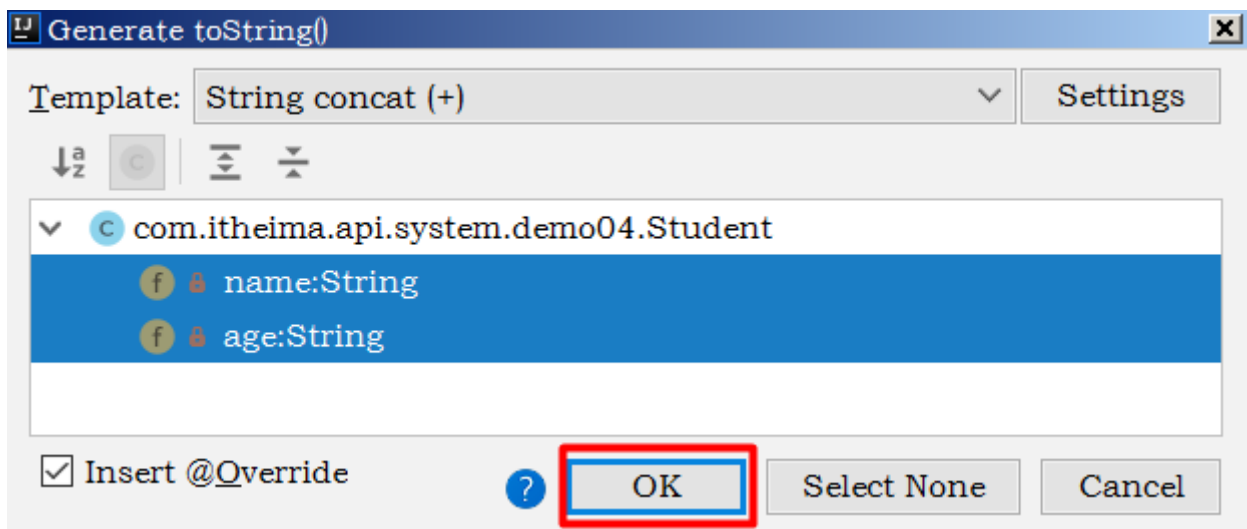 Generate toString()
Template: String concat (+) Settings
com.itheima.api.system.demo04.Student
name:String
age:String
Insert @Override ? OK Select None Cancel